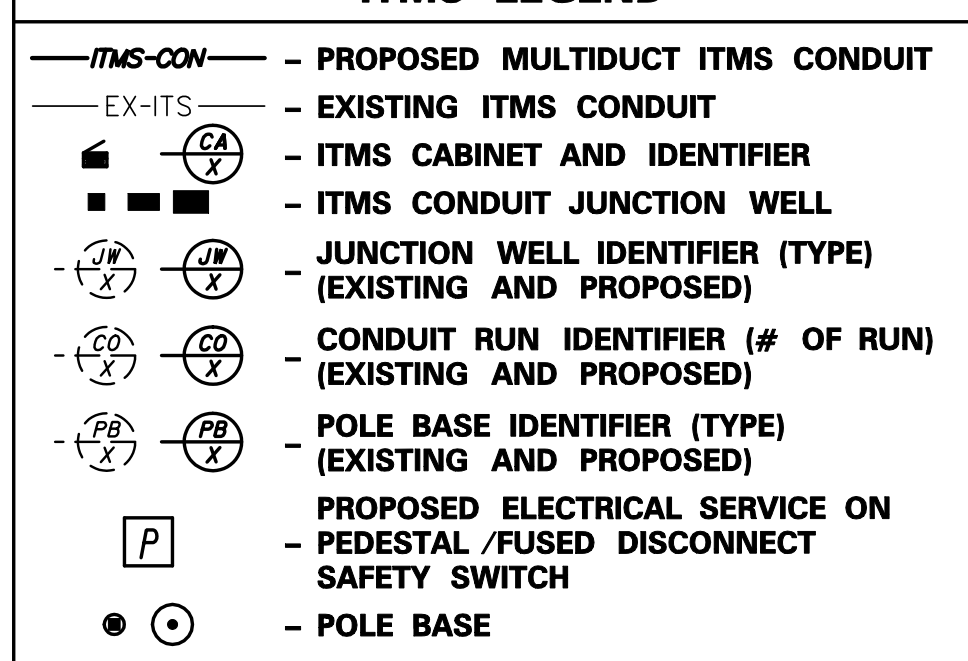 ITMS LEGEND
ITMS-CON – PROPOSED MULTIDUCT ITMS CONDUIT
EX-ITS – EXISTING ITMS CONDUIT
CA X – ITMS CABINET AND IDENTIFIER
– ITMS CONDUIT JUNCTION WELL
JW X JW X – JUNCTION WELL IDENTIFIER (TYPE)
(EXISTING AND PROPOSED)
CO X CO X – CONDUIT RUN IDENTIFIER (# OF RUN)
(EXISTING AND PROPOSED)
PB X PB X – POLE BASE IDENTIFIER (TYPE)
(EXISTING AND PROPOSED)
PROPOSED ELECTRICAL SERVICE ON
P – PEDESTAL /FUSED DISCONNECT
SAFETY SWITCH
– POLE BASE